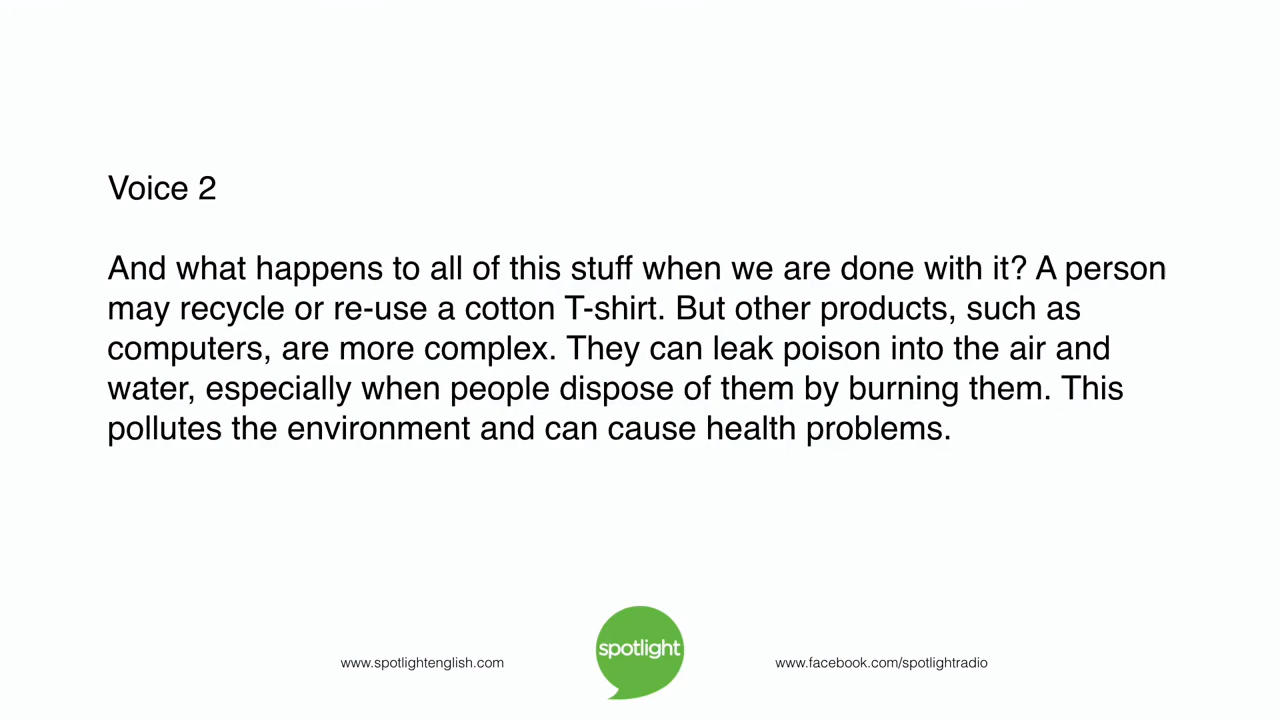 Voice 2
And what happens to all of this stuff when we are done with it? A person
may recycle or re-use a cotton T-shirt. But other products, such as
computers, are more complex. They can leak poison into the air and
water, especially when people dispose of them by burning them. This
pollutes the environment and can cause health problems.
spotlight
www.spotlightenglish.com
www.facebook.com/spotlightradio